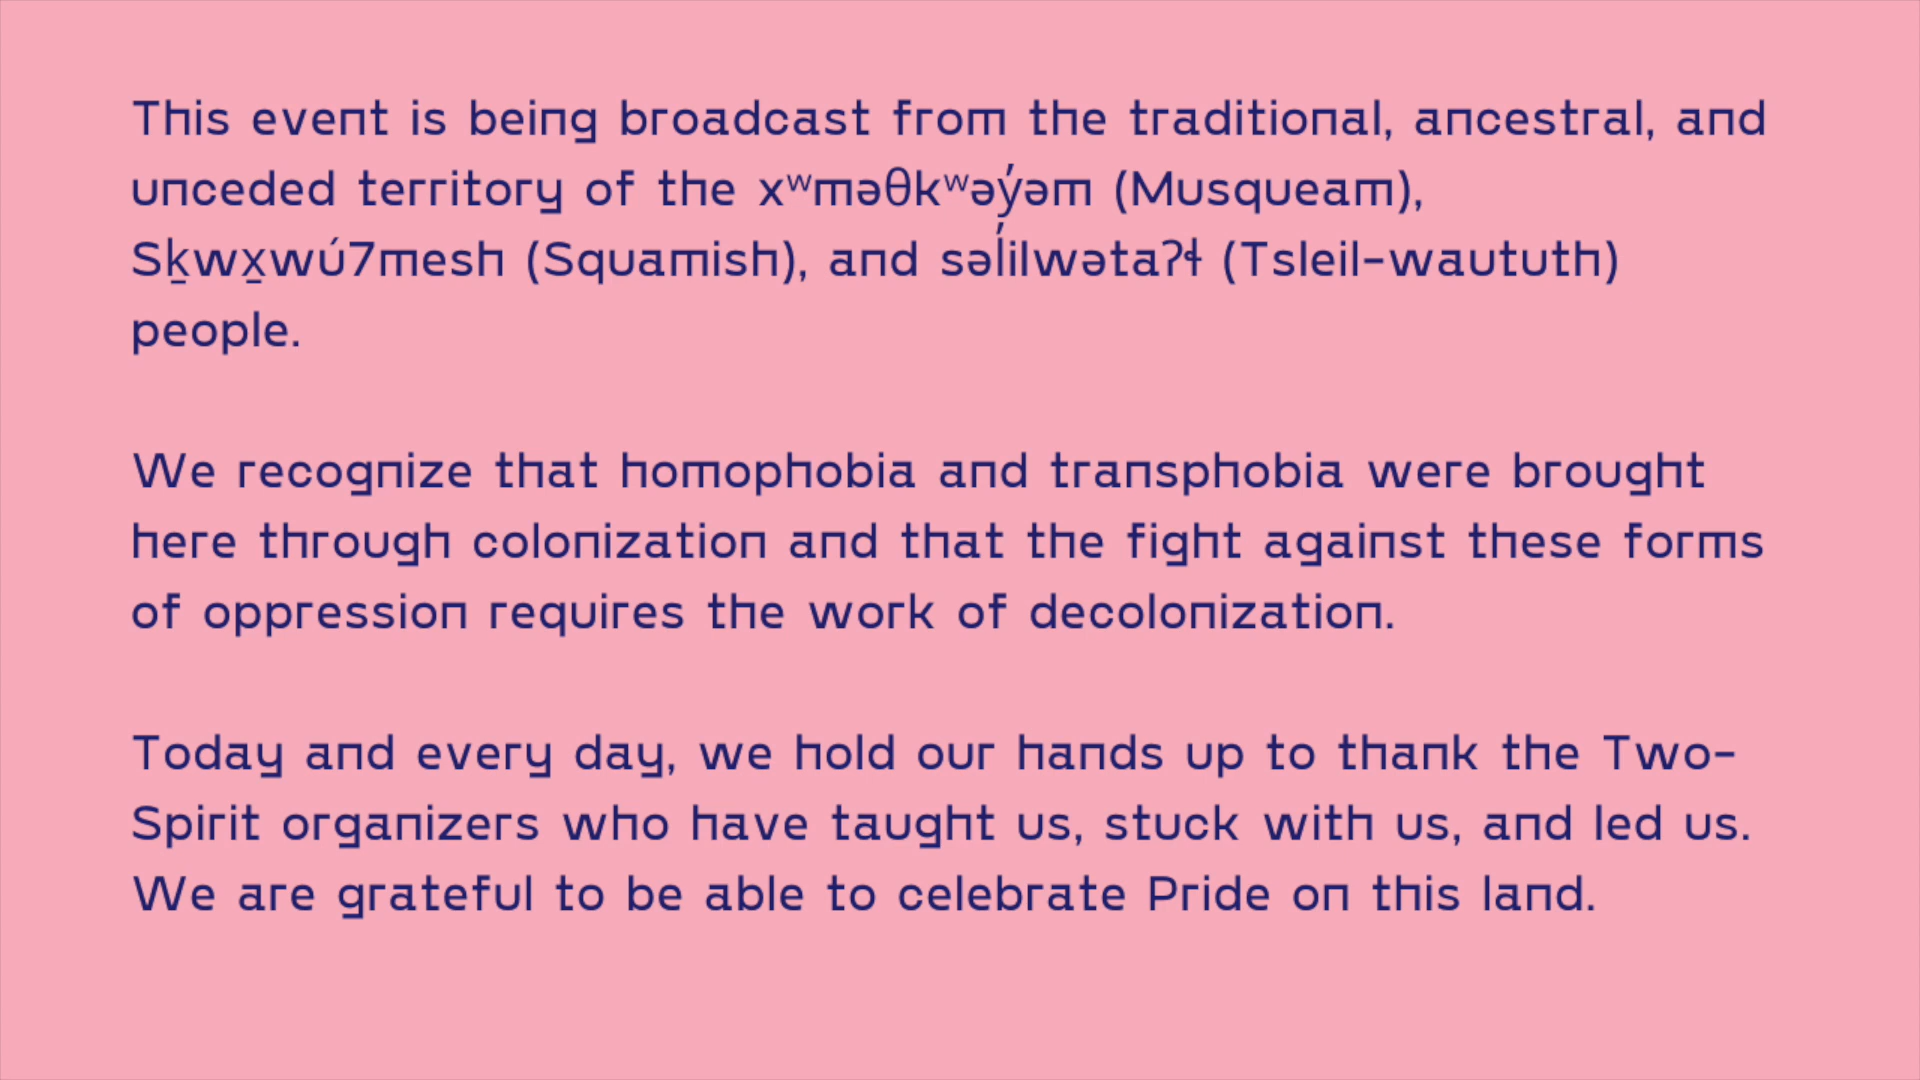 This event is being broadcast from the traditional, ancestral, and
unceded territory of the xʷməθkʷəy̓əm (Musqueam),
Sḵwx̱wú7mesh (Squamish), and səl̓ilwətaʔɬ (Tsleil-waututh)
people.
We recognize that homophobia and transphobia were brought
here through colonization and that the fight against these forms
of oppression requires the work of decolonization.
Today and every day, we hold our hands up to thank the Two-
Spirit organizers who have taught us, stuck with us, and led us.
We are grateful to be able to celebrate Pride on this land.